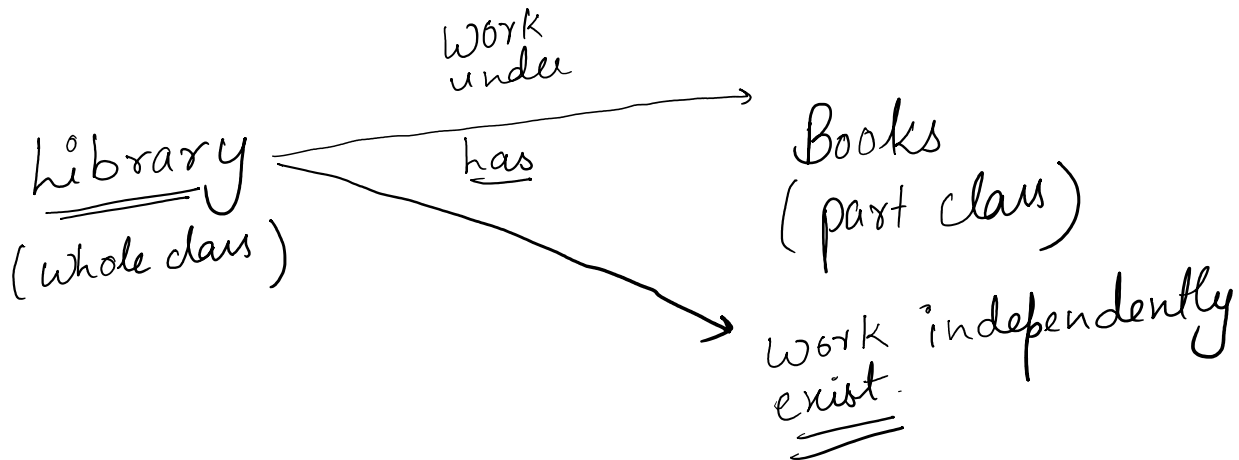 work
under
Library
has
(whole class)
Books
(part class)
work independently
exist.